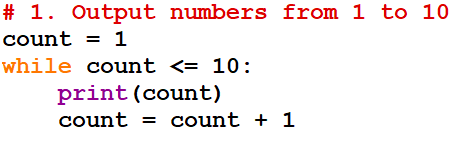 # 1. Output numbers from 1 to 10
count = 1
while count <= 10:
    print(count)
    count = count + 1